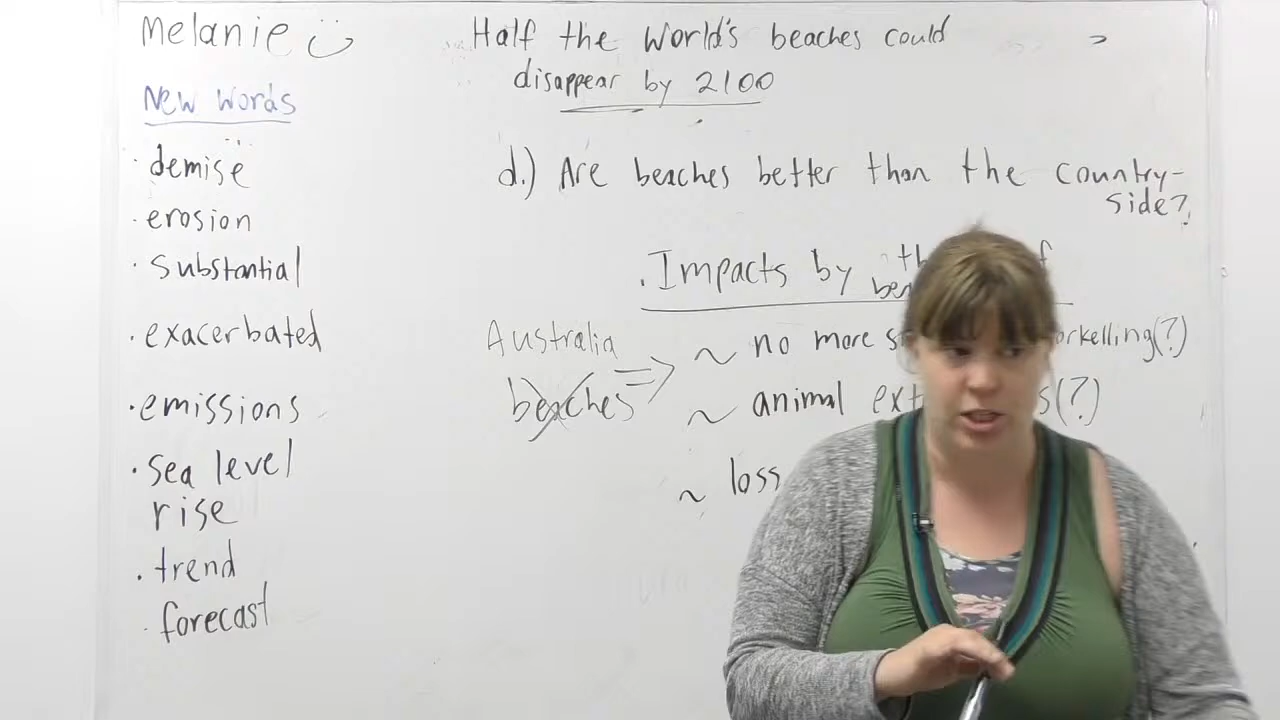 Melanie
New words
· demise
· erosion
· substantial
· exacerbated
· emissions
· sea level
rise
· trend
· forecast
Half the world's beaches could
disappear by 2100
d.) Are beaches better than the country-
side?
· Impacts by
Australia
beaches
~ no more
~ animal
~ loss